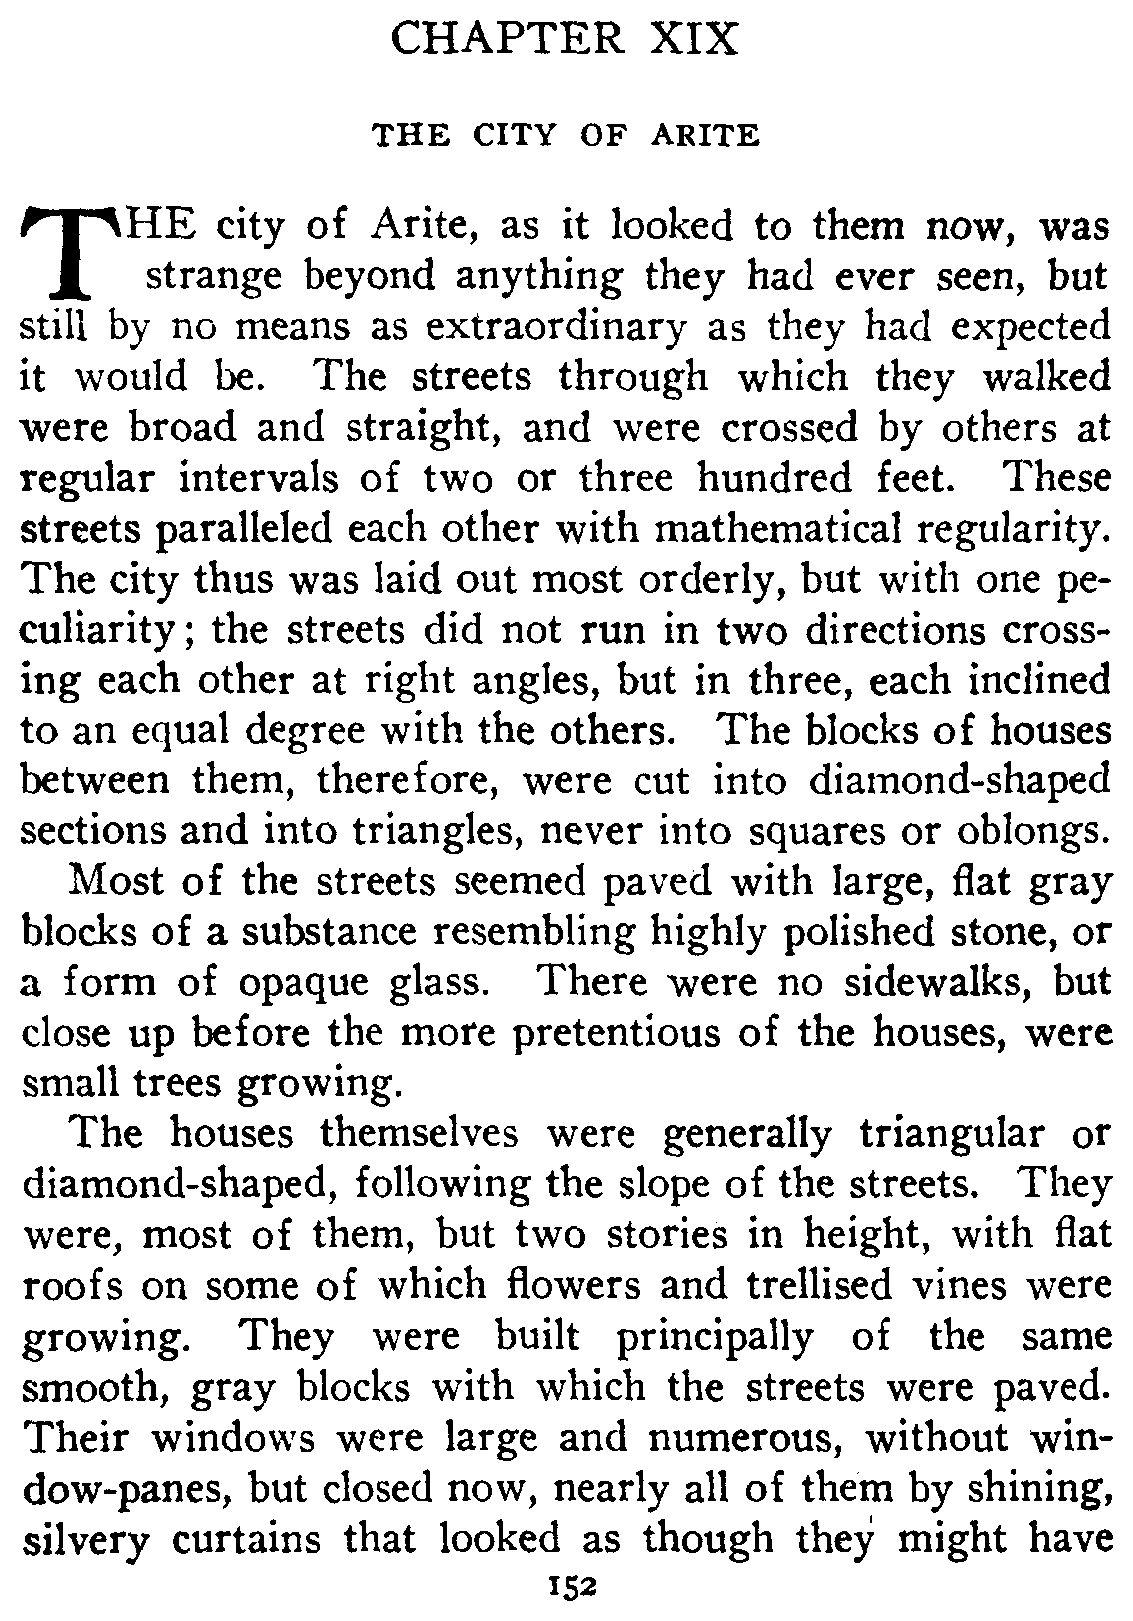 CHAPTER XIX
THE CITY OF ARITE
THE city of Arite, as it looked to them now, was
strange beyond anything they had ever seen, but
still by no means as extraordinary as they had expected
it would be. The streets through which they walked
were broad and straight, and were crossed by others at
regular intervals of two or three hundred feet. These
streets paralleled each other with mathematical regularity.
The city thus was laid out most orderly, but with one pe-
culiarity; the streets did not run in two directions cross-
ing each other at right angles, but in three, each inclined
to an equal degree with the others. The blocks of houses
between them, therefore, were cut into diamond-shaped
sections and into triangles, never into squares or oblongs.
Most of the streets seemed paved with large, flat gray
blocks of a substance resembling highly polished stone, or
a form of opaque glass. There were no sidewalks, but
close up before the more pretentious of the houses, were
small trees growing.
The houses themselves were generally triangular or
diamond-shaped, following the slope of the streets. They
were, most of them, but two stories in height, with flat
roofs on some of which flowers and trellised vines were
growing. They were built principally of the same
smooth, gray blocks with which the streets were paved.
Their windows were large and numerous, without win-
dow-panes, but closed now, nearly all of them by shining,
silvery curtains that looked as though they might have
152